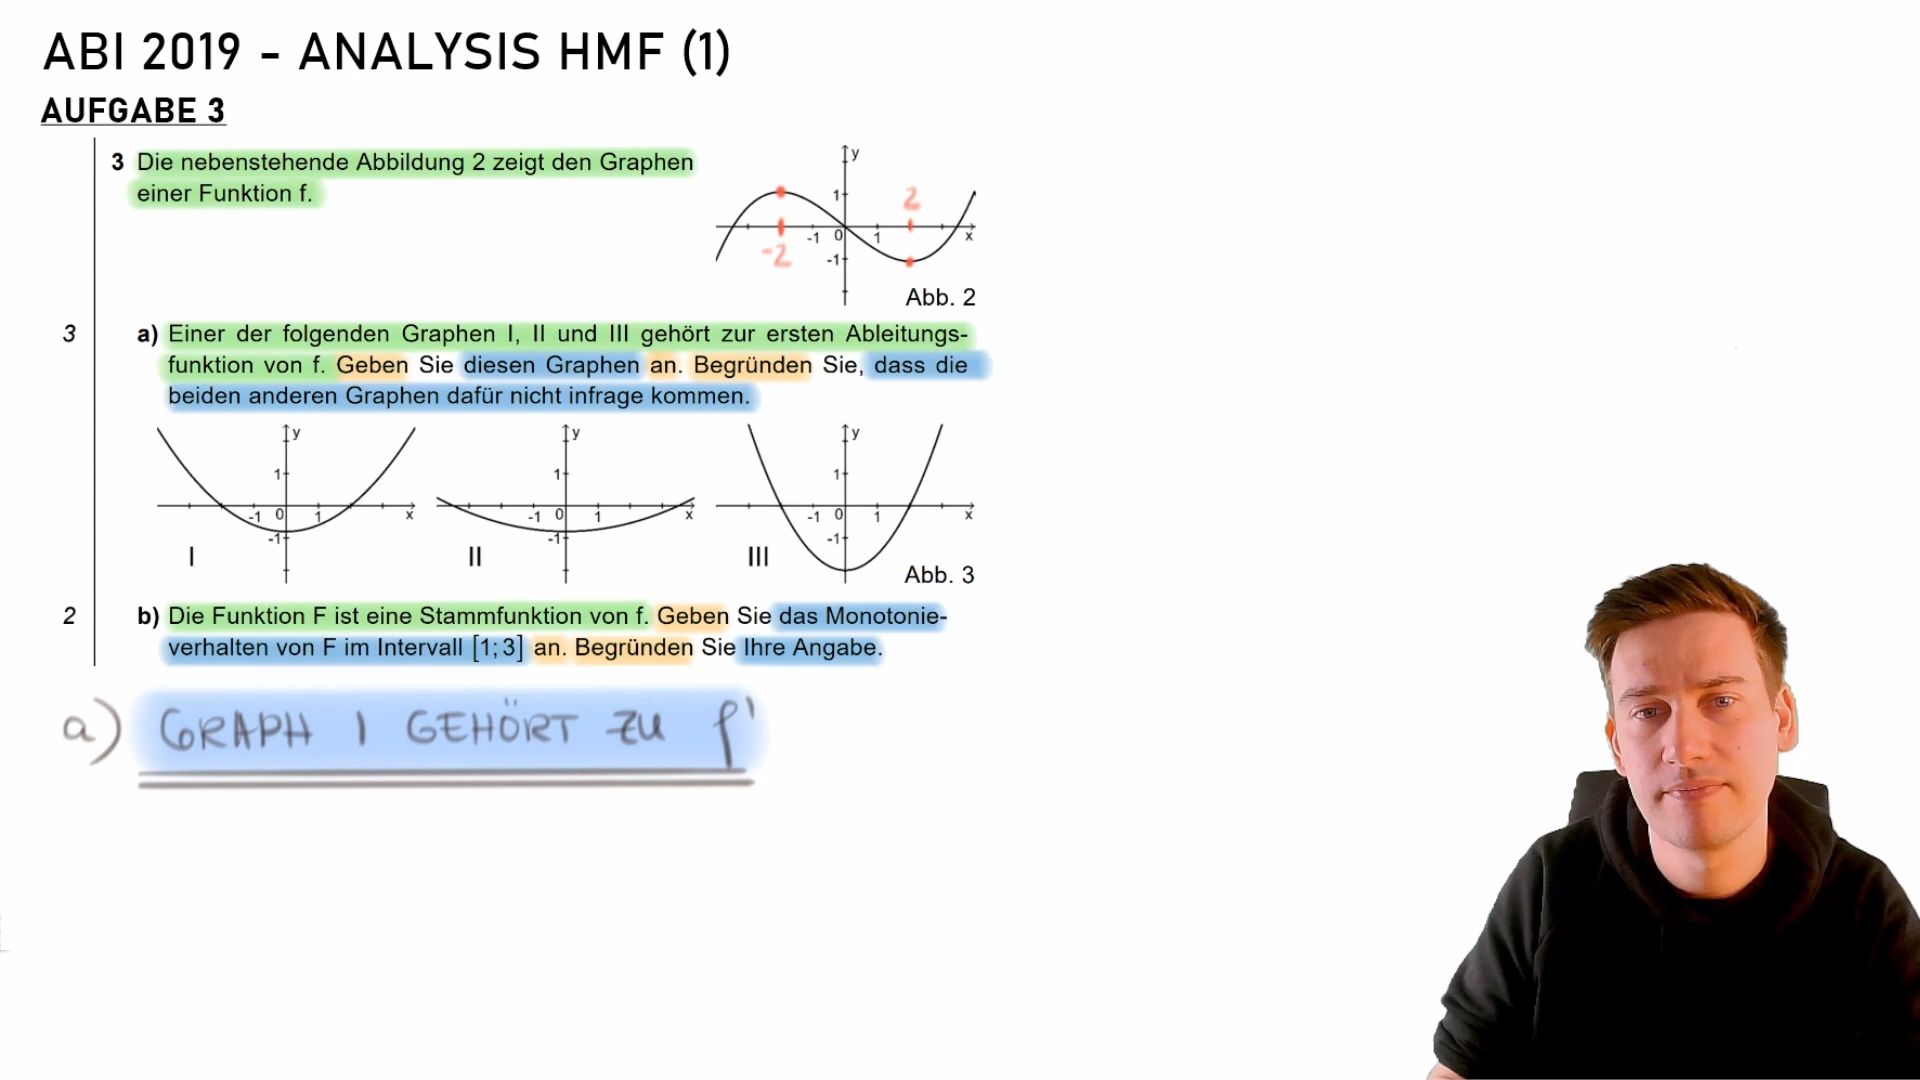 ABI 2019 - ANALYSIS HMF (1)
AUFGABE 3
3 Die nebenstehende Abbildung 2 zeigt den Graphen
einer Funktion f.
y
1
2
-1 0 1 x
-2
-1
Abb. 2
3 a) Einer der folgenden Graphen I, II und III gehört zur ersten Ableitungs-
funktion von f. Geben Sie diesen Graphen an. Begründen Sie, dass die
beiden anderen Graphen dafür nicht infrage kommen.
y y y
1 1 1
-1 0 1 x -1 0 1 x -1 0 1 x
-1 -1 -1
I II III Abb. 3
2 b) Die Funktion F ist eine Stammfunktion von f. Geben Sie das Monotonie-
verhalten von F im Intervall [1;3] an. Begründen Sie Ihre Angabe.
a) GRAPH I GEHÖRT ZU f'